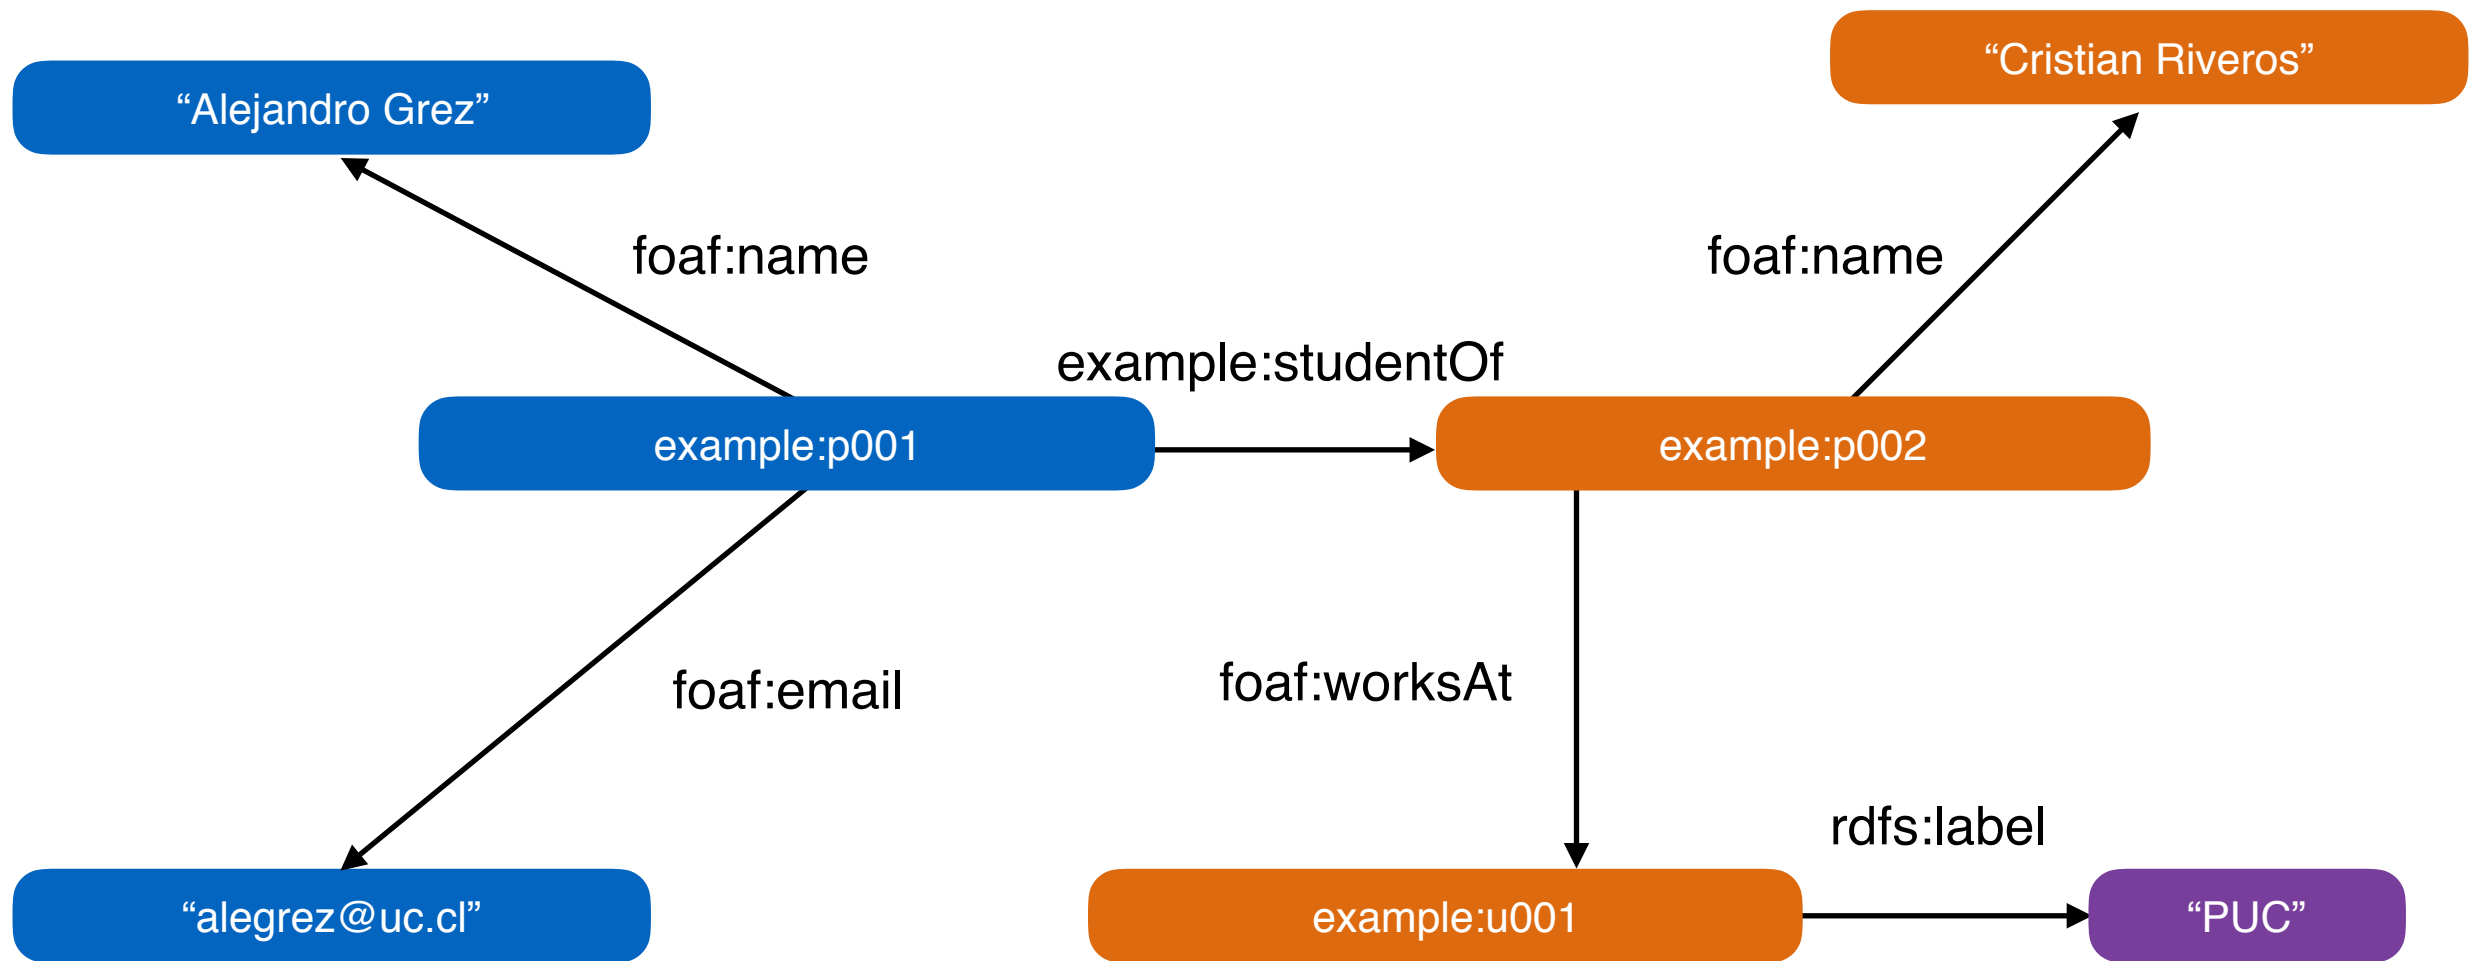 “Cristian Riveros”
“Alejandro Grez”
foaf:name
foaf:name
example:studentOf
example:p001
example:p002
foaf:email
foaf:worksAt
rdfs:label
“alegrez@uc.cl”
example:u001
“PUC”